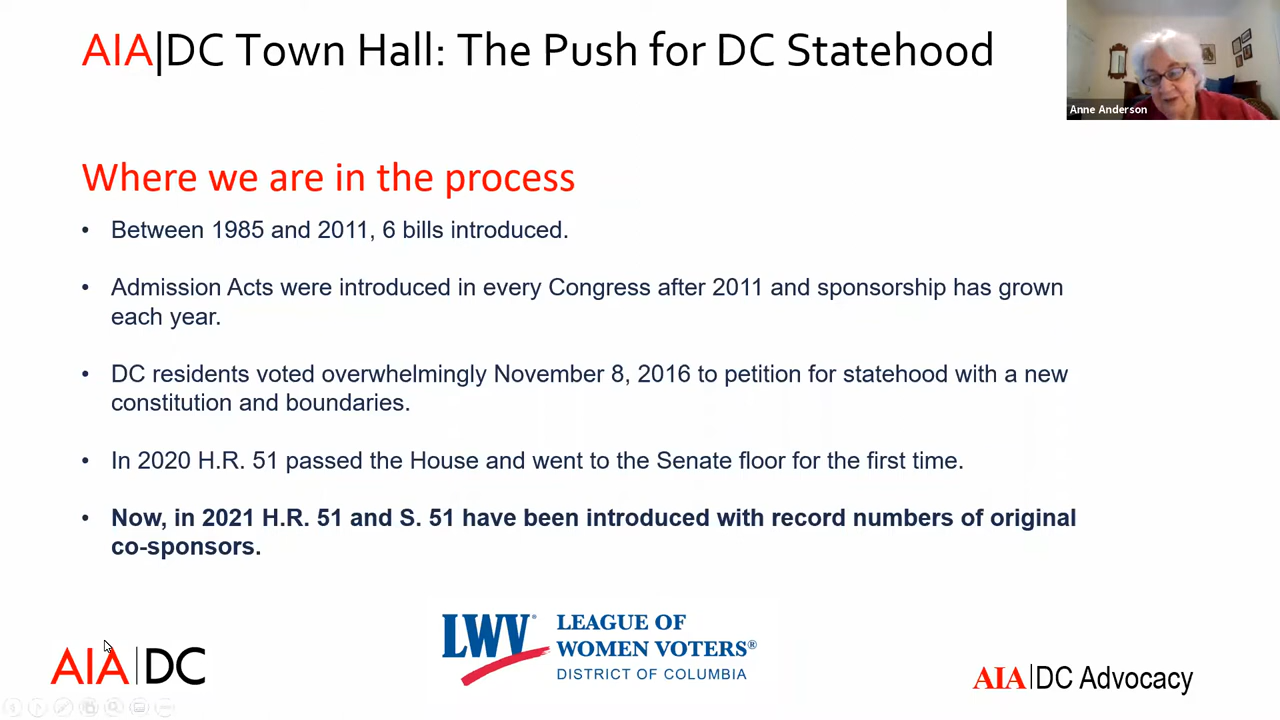 AIA|DC Town Hall: The Push for DC Statehood
Anne Anderson
Where we are in the process
• Between 1985 and 2011, 6 bills introduced.
• Admission Acts were introduced in every Congress after 2011 and sponsorship has grown
each year.
• DC residents voted overwhelmingly November 8, 2016 to petition for statehood with a new
constitution and boundaries.
• In 2020 H.R. 51 passed the House and went to the Senate floor for the first time.
• Now, in 2021 H.R. 51 and S. 51 have been introduced with record numbers of original
co-sponsors.
AIA|DC
LWV®
LEAGUE OF
WOMEN VOTERS®
DISTRICT OF COLUMBIA
AIA|DC Advocacy